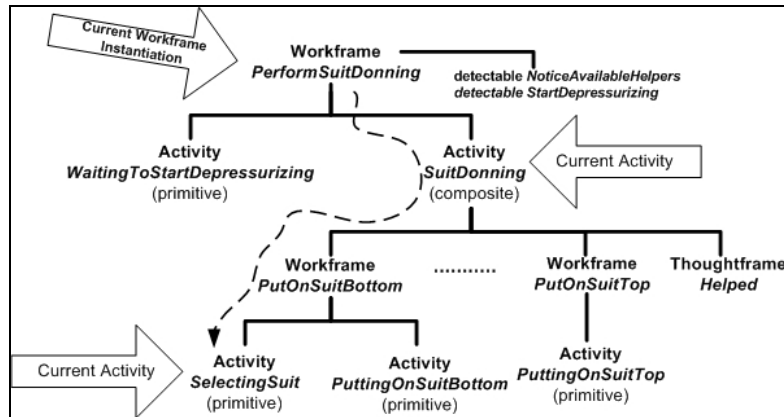 Current Workframe
Instantiation
Workframe
PerformSuitDonning
detectable NoticeAvailableHelpers
detectable StartDepressurizing
Activity
WaitingToStartDepressurizing
(primitive)
Activity
SuitDonning
(composite)
Current Activity
Workframe
PutOnSuitBottom
...........
Workframe
PutOnSuitTop
Thoughtframe
Helped
Current Activity
Activity
SelectingSuit
(primitive)
Activity
PuttingOnSuitBottom
(primitive)
Activity
PuttingOnSuitTop
(primitive)